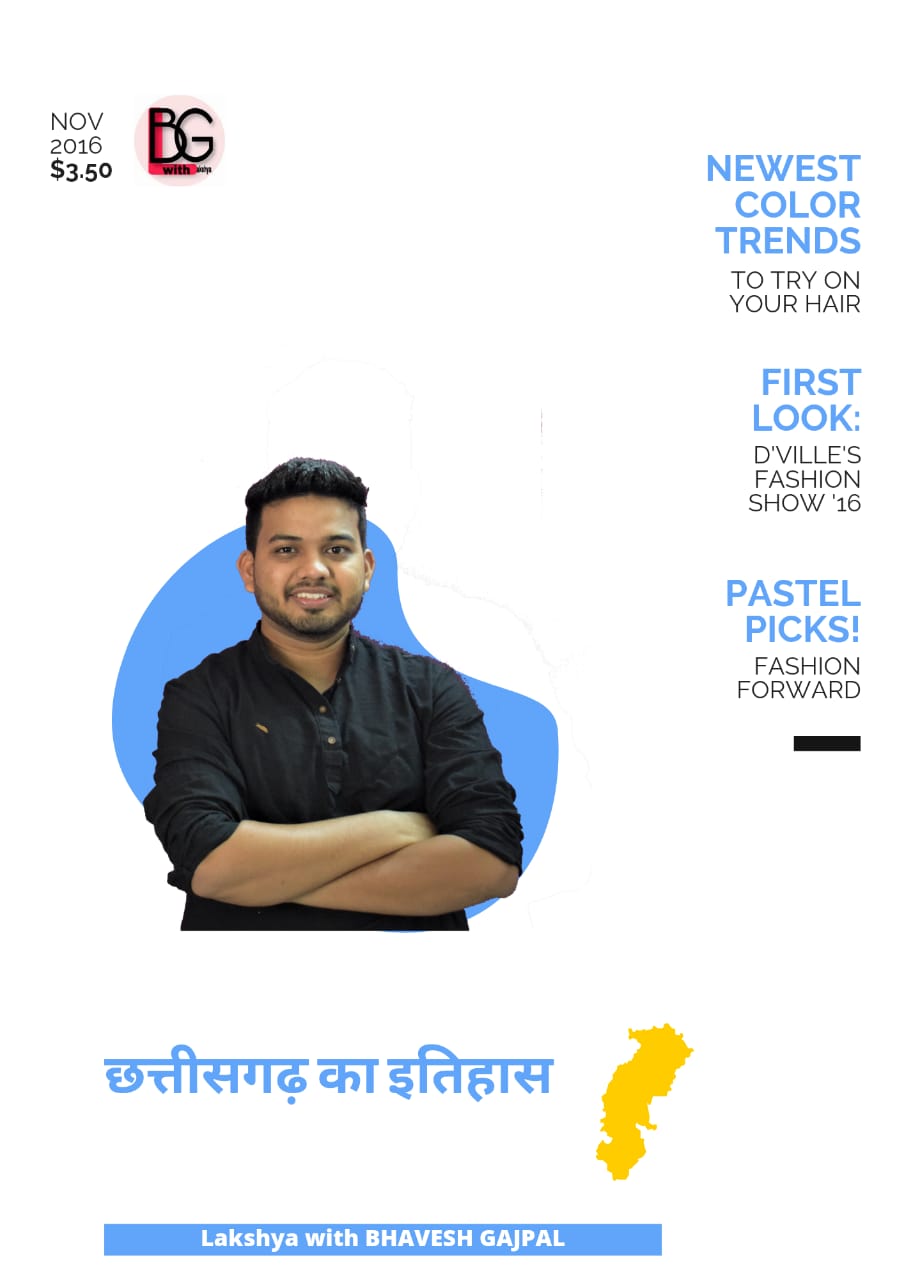 NOV
2016
$3.50
BG
with Lakshya
NEWEST
COLOR
TRENDS
TO TRY ON
YOUR HAIR
FIRST
LOOK:
D'VILLE'S
FASHION
SHOW '16
PASTEL
PICKS!
FASHION
FORWARD
छत्तीसगढ़ का इतिहास
Lakshya with BHAVESH GAJPAL